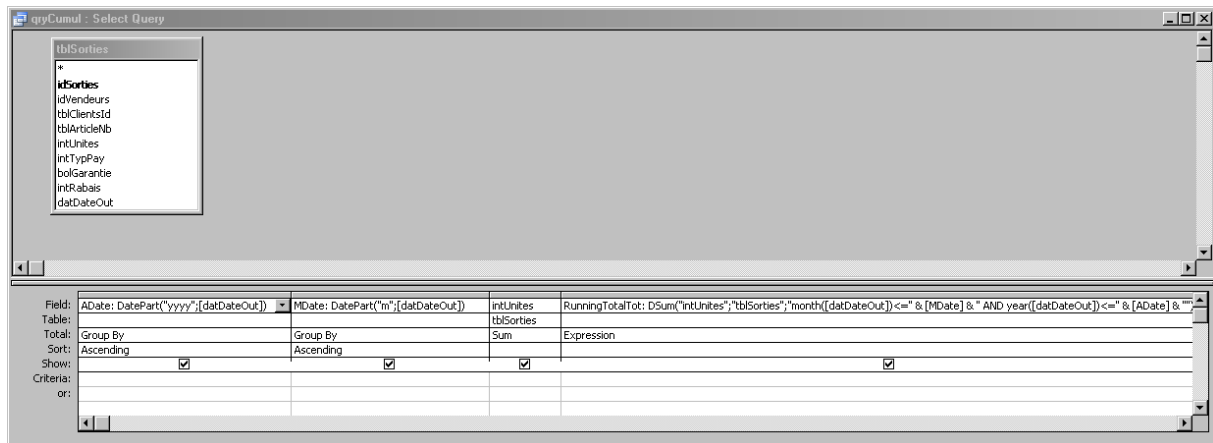 qryCumul : Select Query
tblSorties
*
idSorties
idVendeurs
tblClientsId
tblArticleNb
intUnites
intTypPay
bolGarantie
intRabais
datDateOut
Field: ADate: DatePart("yyyy";[datDateOut]) MDate: DatePart("m";[datDateOut]) intUnites RunningTotalTot: DSum("intUnites";"tblSorties";"month([datDateOut])<=" & [MDate] & " AND year([datDateOut])<=" & [ADate] & ""
Table: tblSorties
Total: Group By Group By Sum Expression
Sort: Ascending Ascending
Show:
Criteria:
or: